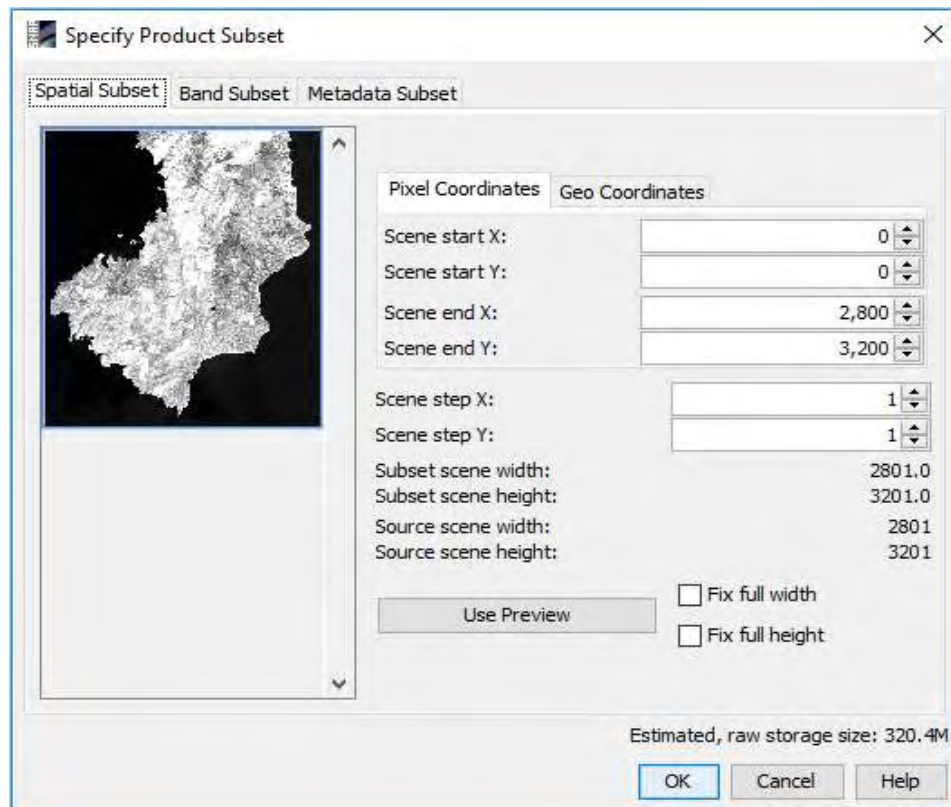 SNAP
Specify Product Subset
Spatial Subset Band Subset Metadata Subset
Pixel Coordinates Geo Coordinates
Scene start X: 0
Scene start Y: 0
Scene end X: 2,800
Scene end Y: 3,200
Scene step X: 1
Scene step Y: 1
Subset scene width: 2801.0
Subset scene height: 3201.0
Source scene width: 2801
Source scene height: 3201
Use Preview
Fix full width
Fix full height
Estimated, raw storage size: 320.4M
OK Cancel Help